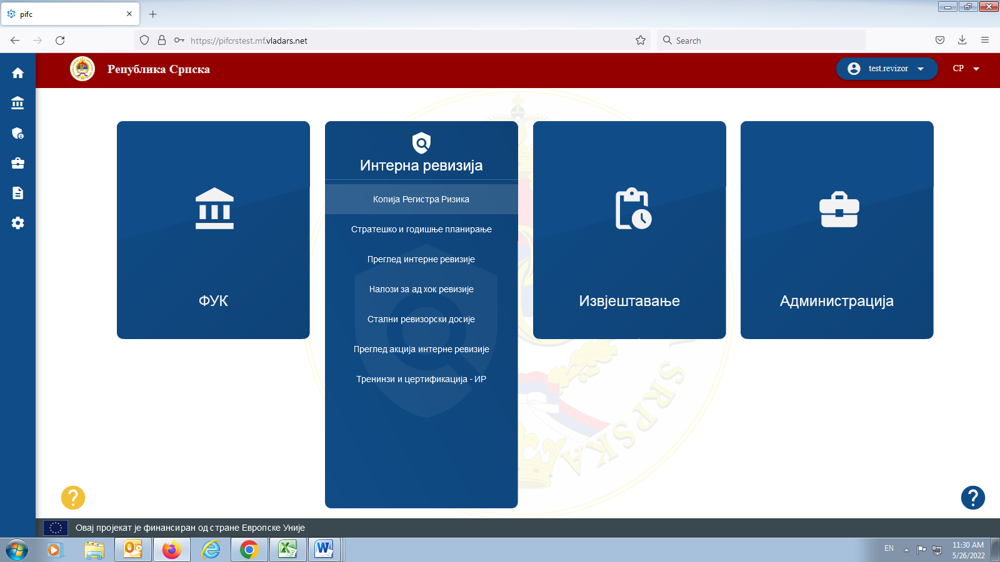 pifc
https://pifcrstest.mf.vladars.net
Search
Република Српска
test.revizor
СР
ФУК
Интерна ревизија
Копија Регистра Ризика
Стратешко и годишње планирање
Преглед интерне ревизије
Налози за ад хок ревизије
Стални ревизорски досије
Преглед акција интерне ревизије
Тренинзи и цертификација - ИР
Извјештавање
Администрација
SRPSKA
Овај пројекат је финансиран од стране Европске Уније
EN
11:30 AM
5/26/2022